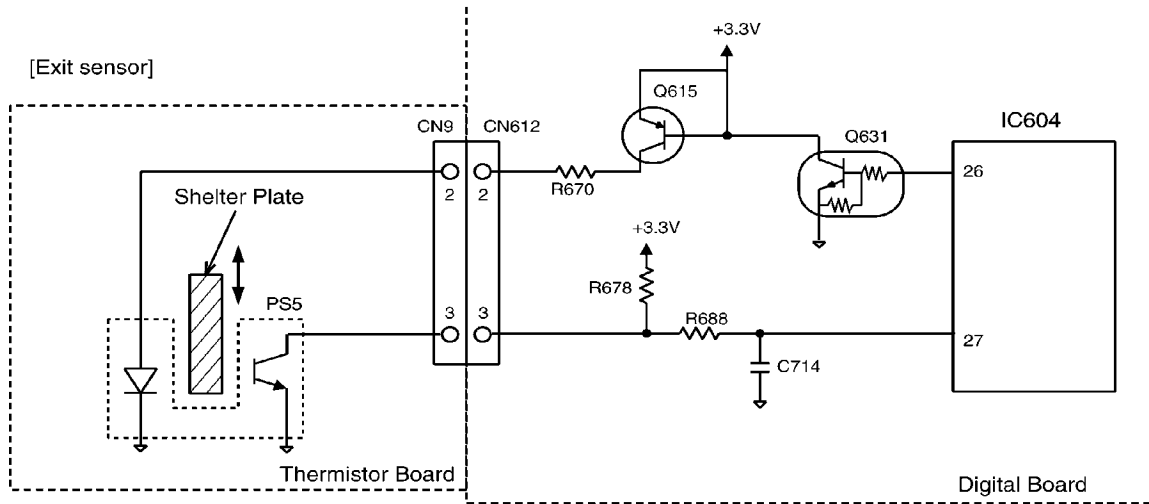 +3.3V
[Exit sensor]
Q615
IC604
CN9
CN612
Q631
R670
26
2
2
Shelter Plate
+3.3V
R678
PS5
3
3
R688
27
C714
Thermistor Board
Digital Board